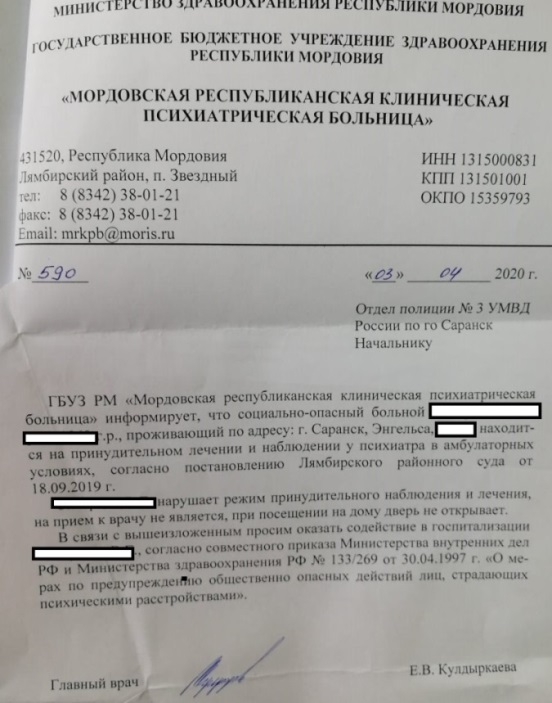 МИНИСТЕРСТВО ЗДРАВООХРАНЕНИЯ РЕСПУБЛИКИ МОРДОВИЯ
ГОСУДАРСТВЕННОЕ БЮДЖЕТНОЕ УЧРЕЖДЕНИЕ ЗДРАВООХРАНЕНИЯ
РЕСПУБЛИКИ МОРДОВИЯ
«МОРДОВСКАЯ РЕСПУБЛИКАНСКАЯ КЛИНИЧЕСКАЯ
ПСИХИАТРИЧЕСКАЯ БОЛЬНИЦА»
431520, Республика Мордовия
Лямбирский район, п. Звездный
тел: 8 (8342) 38-01-21
факс: 8 (8342) 38-01-21
Email: mrkpb@moris.ru
ИНН 1315000831
КПП 131501001
ОКПО 15359793
№ 590 «03» 04 2020 г.
Отдел полиции № 3 УМВД
России по го Саранск
Начальнику
ГБУЗ РМ «Мордовская республиканская клиническая психиатрическая
больница» информирует, что социально-опасный больной
г.р., проживающий по адресу: г. Саранск, Энгельса, находит-
ся на принудительном лечении и наблюдении у психиатра в амбулаторных
условиях, согласно постановлению Лямбирского районного суда от
18.09.2019 г.
нарушает режим принудительного наблюдения и лечения,
на прием к врачу не является, при посещении на дому дверь не открывает.
В связи с вышеизложенным просим оказать содействие в госпитализации
., согласно совместного приказа Министерства внутренних дел
РФ и Министерства здравоохранения РФ № 133/269 от 30.04.1997 г. «О ме-
рах по предупреждению общественно опасных действий лиц, страдающих
психическими расстройствами».
Главный врач Е.В. Кулдыркаева